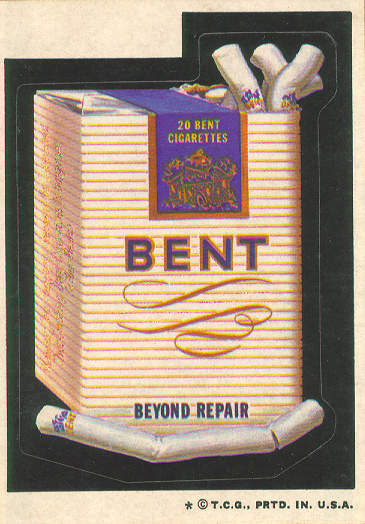 20 BENT
CIGARETTES
BENT
BEYOND REPAIR
* © T.C.G., PRTD. IN. U.S.A.